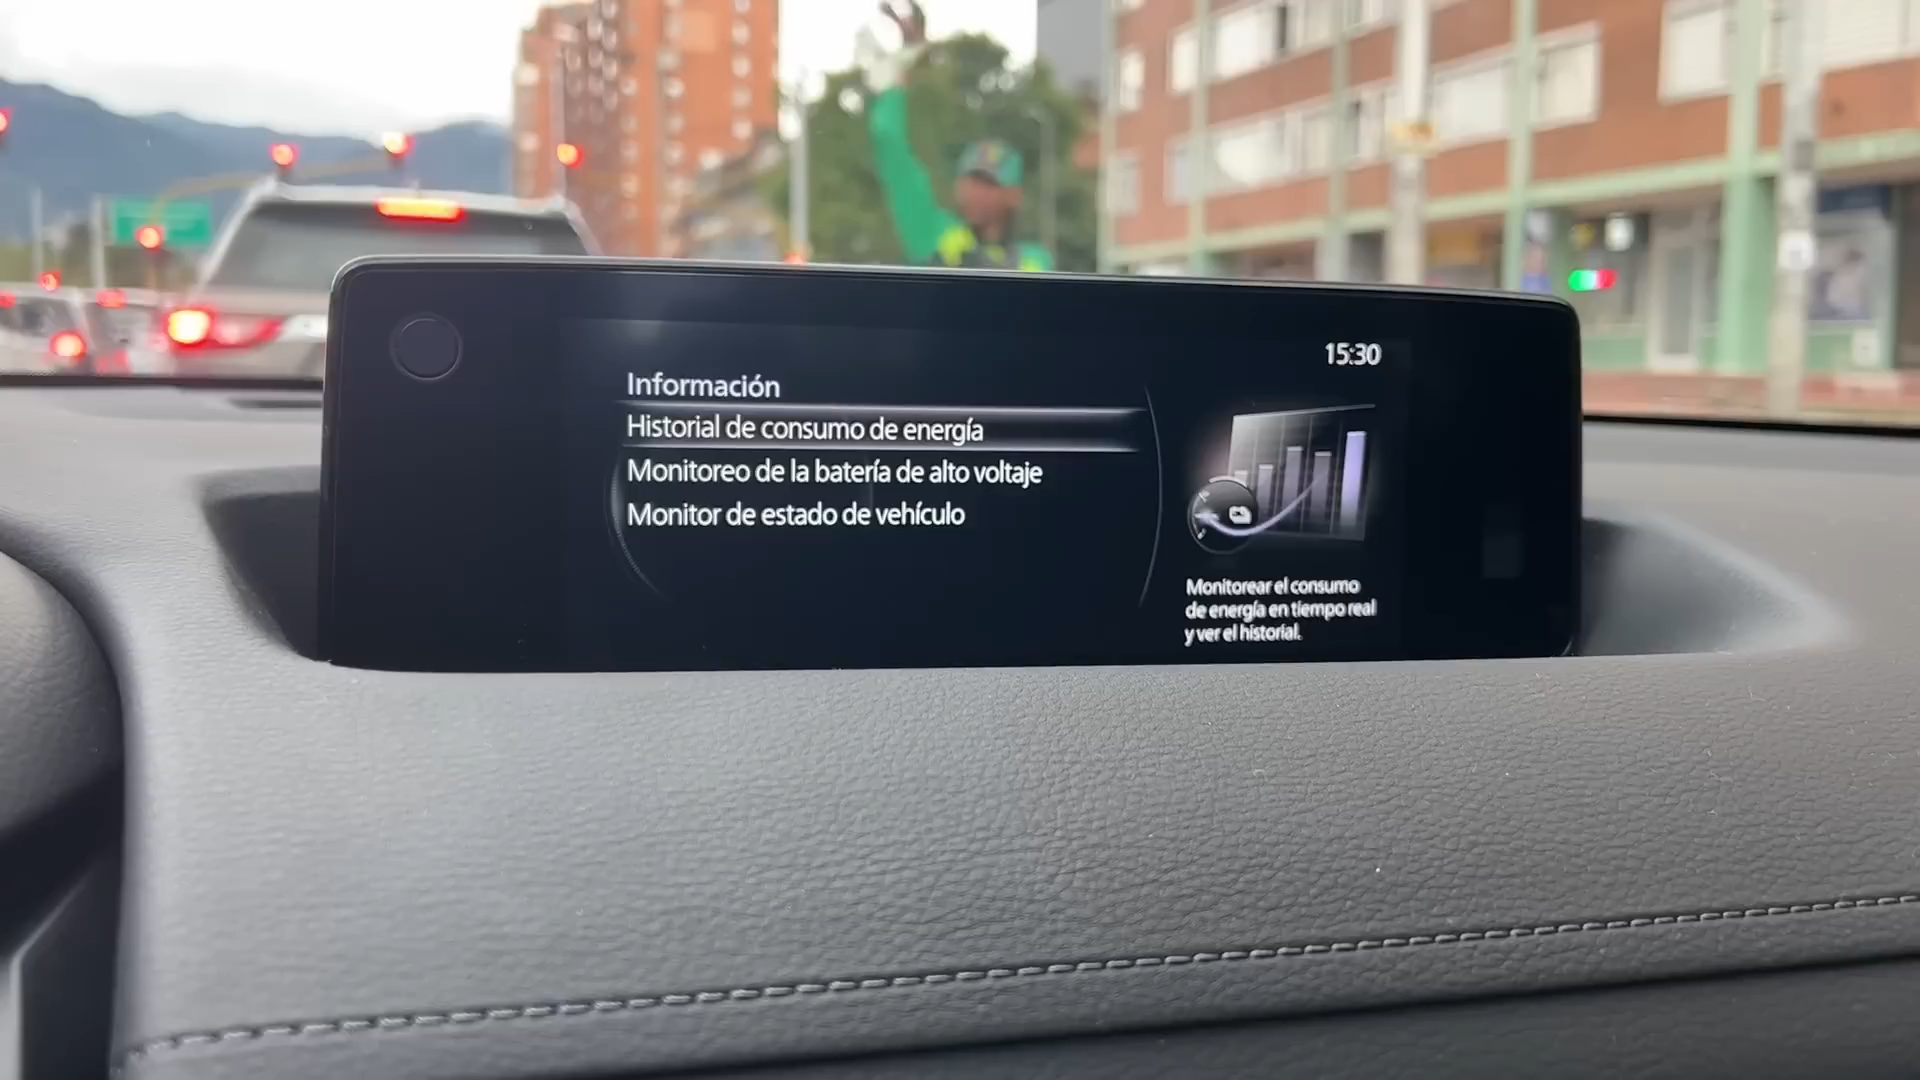 15:30
Información
Historial de consumo de energía
Monitoreo de la batería de alto voltaje
Monitor de estado de vehículo
Monitorear el consumo
de energía en tiempo real
y ver el historial.